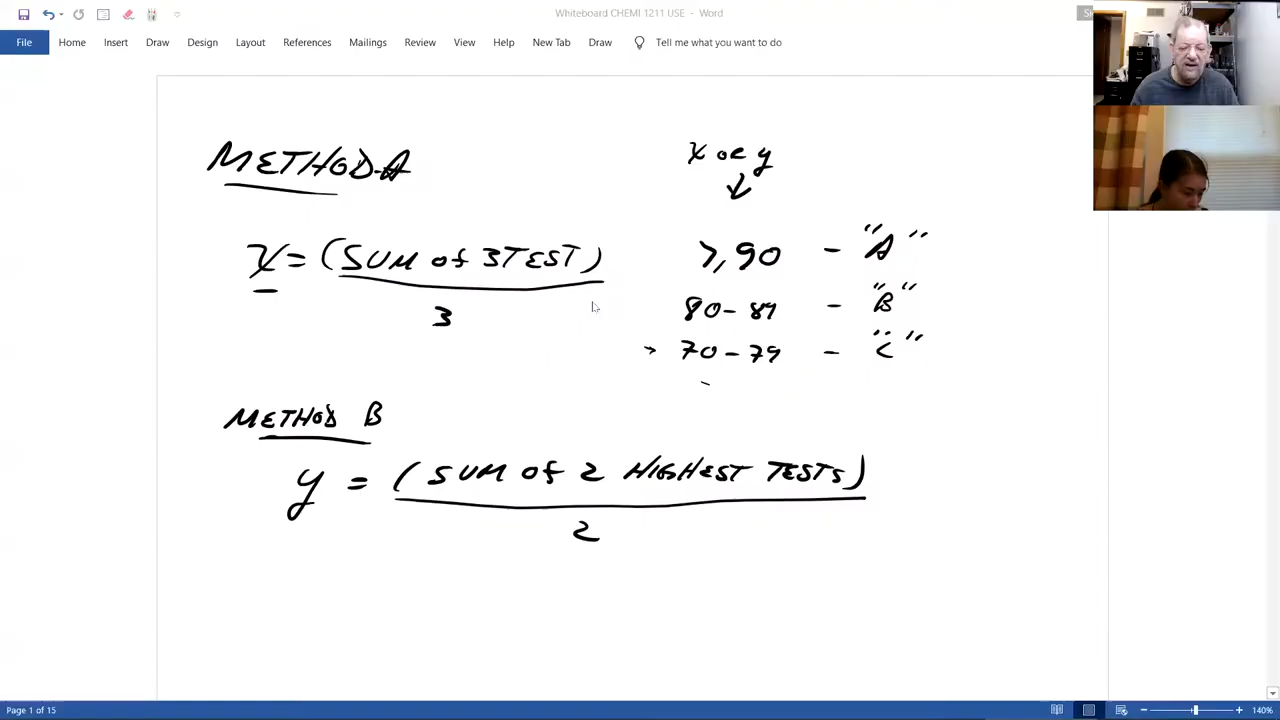 Whiteboard CHEMI 1211 USE - Word
File Home Insert Draw Design Layout References Mailings Review View Help New Tab Draw Tell me what you want to do
METHOD A
x or y
x = (SUM of 3 TEST)
3
>, 90 - "A"
80 - 89 - "B"
70 - 79 - "C"
METHOD B
y = (SUM of 2 HIGHEST TESTS)
2
Page 1 of 15
140%